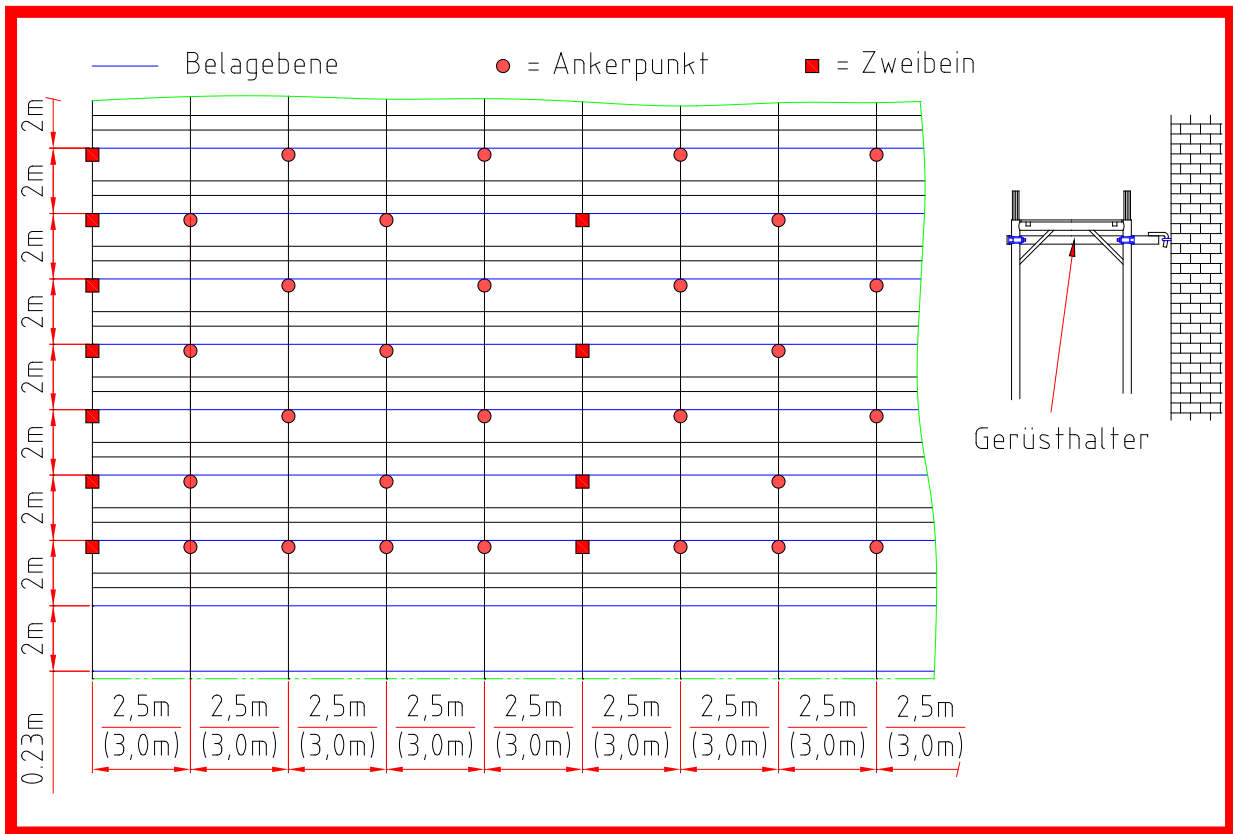 Belagebene
= Ankerpunkt
= Zweibein
2m
2m
2m
2m
2m
2m
2m
2m
2m
0.23m
Gerüsthalter
2,5m 2,5m 2,5m 2,5m 2,5m 2,5m 2,5m 2,5m 2,5m
(3,0m) (3,0m) (3,0m) (3,0m) (3,0m) (3,0m) (3,0m) (3,0m) (3,0m)